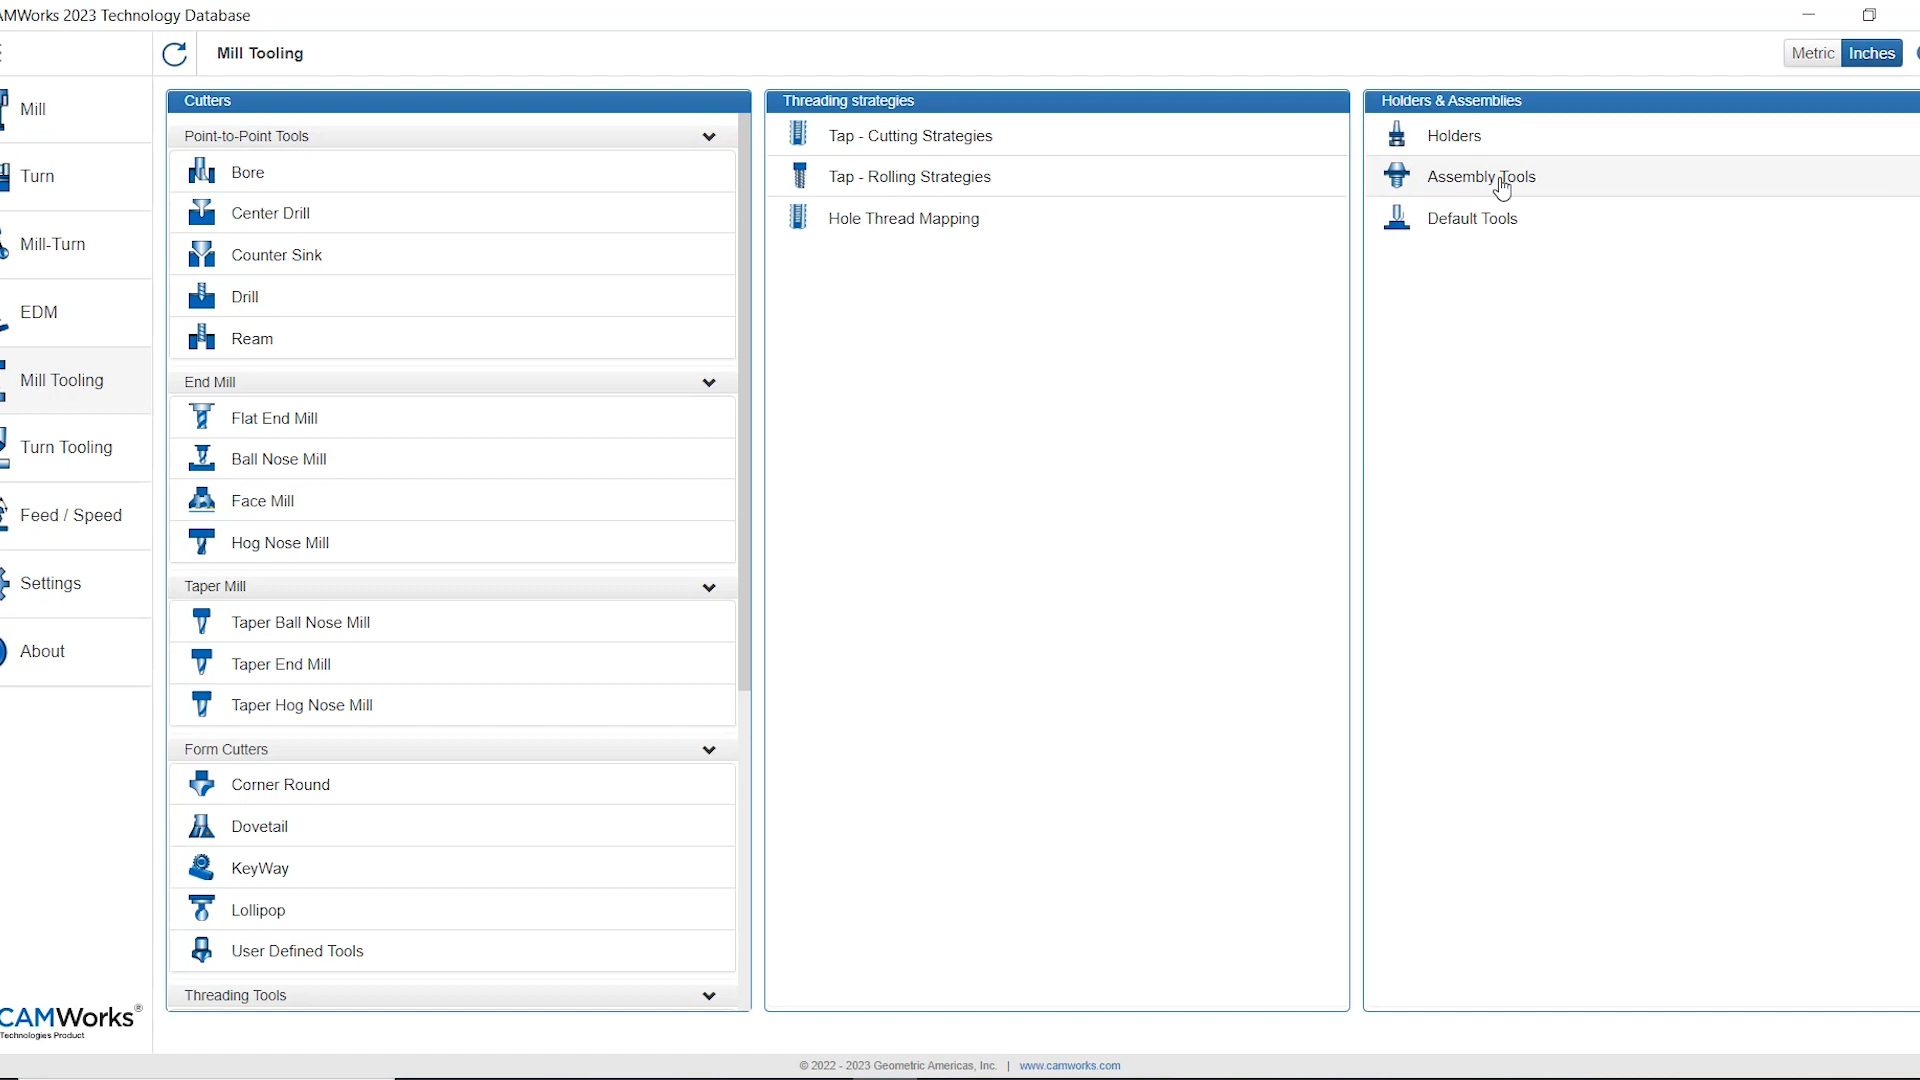 AMWorks 2023 Technology Database
Mill Tooling
Metric
Inches
Mill
Turn
Mill-Turn
EDM
Mill Tooling
Turn Tooling
Feed / Speed
Settings
About
Cutters
Point-to-Point Tools
Bore
Center Drill
Counter Sink
Drill
Ream
End Mill
Flat End Mill
Ball Nose Mill
Face Mill
Hog Nose Mill
Taper Mill
Taper Ball Nose Mill
Taper End Mill
Taper Hog Nose Mill
Form Cutters
Corner Round
Dovetail
KeyWay
Lollipop
User Defined Tools
Threading Tools
Threading strategies
Tap - Cutting Strategies
Tap - Rolling Strategies
Hole Thread Mapping
Holders & Assemblies
Holders
Assembly Tools
Default Tools
CAMWorks®
Technologies Product
© 2022 - 2023 Geometric Americas, Inc. | www.camworks.com